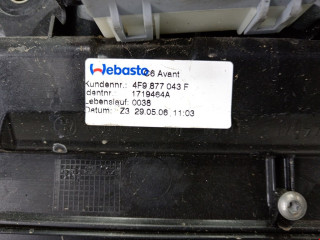 Webasto C6 Avant
Kundennr.: 4F9 877 043 F
Identnr.: 1719464A
Lebenslauf: 0038
Datum: Z3 29.05.06 11:03